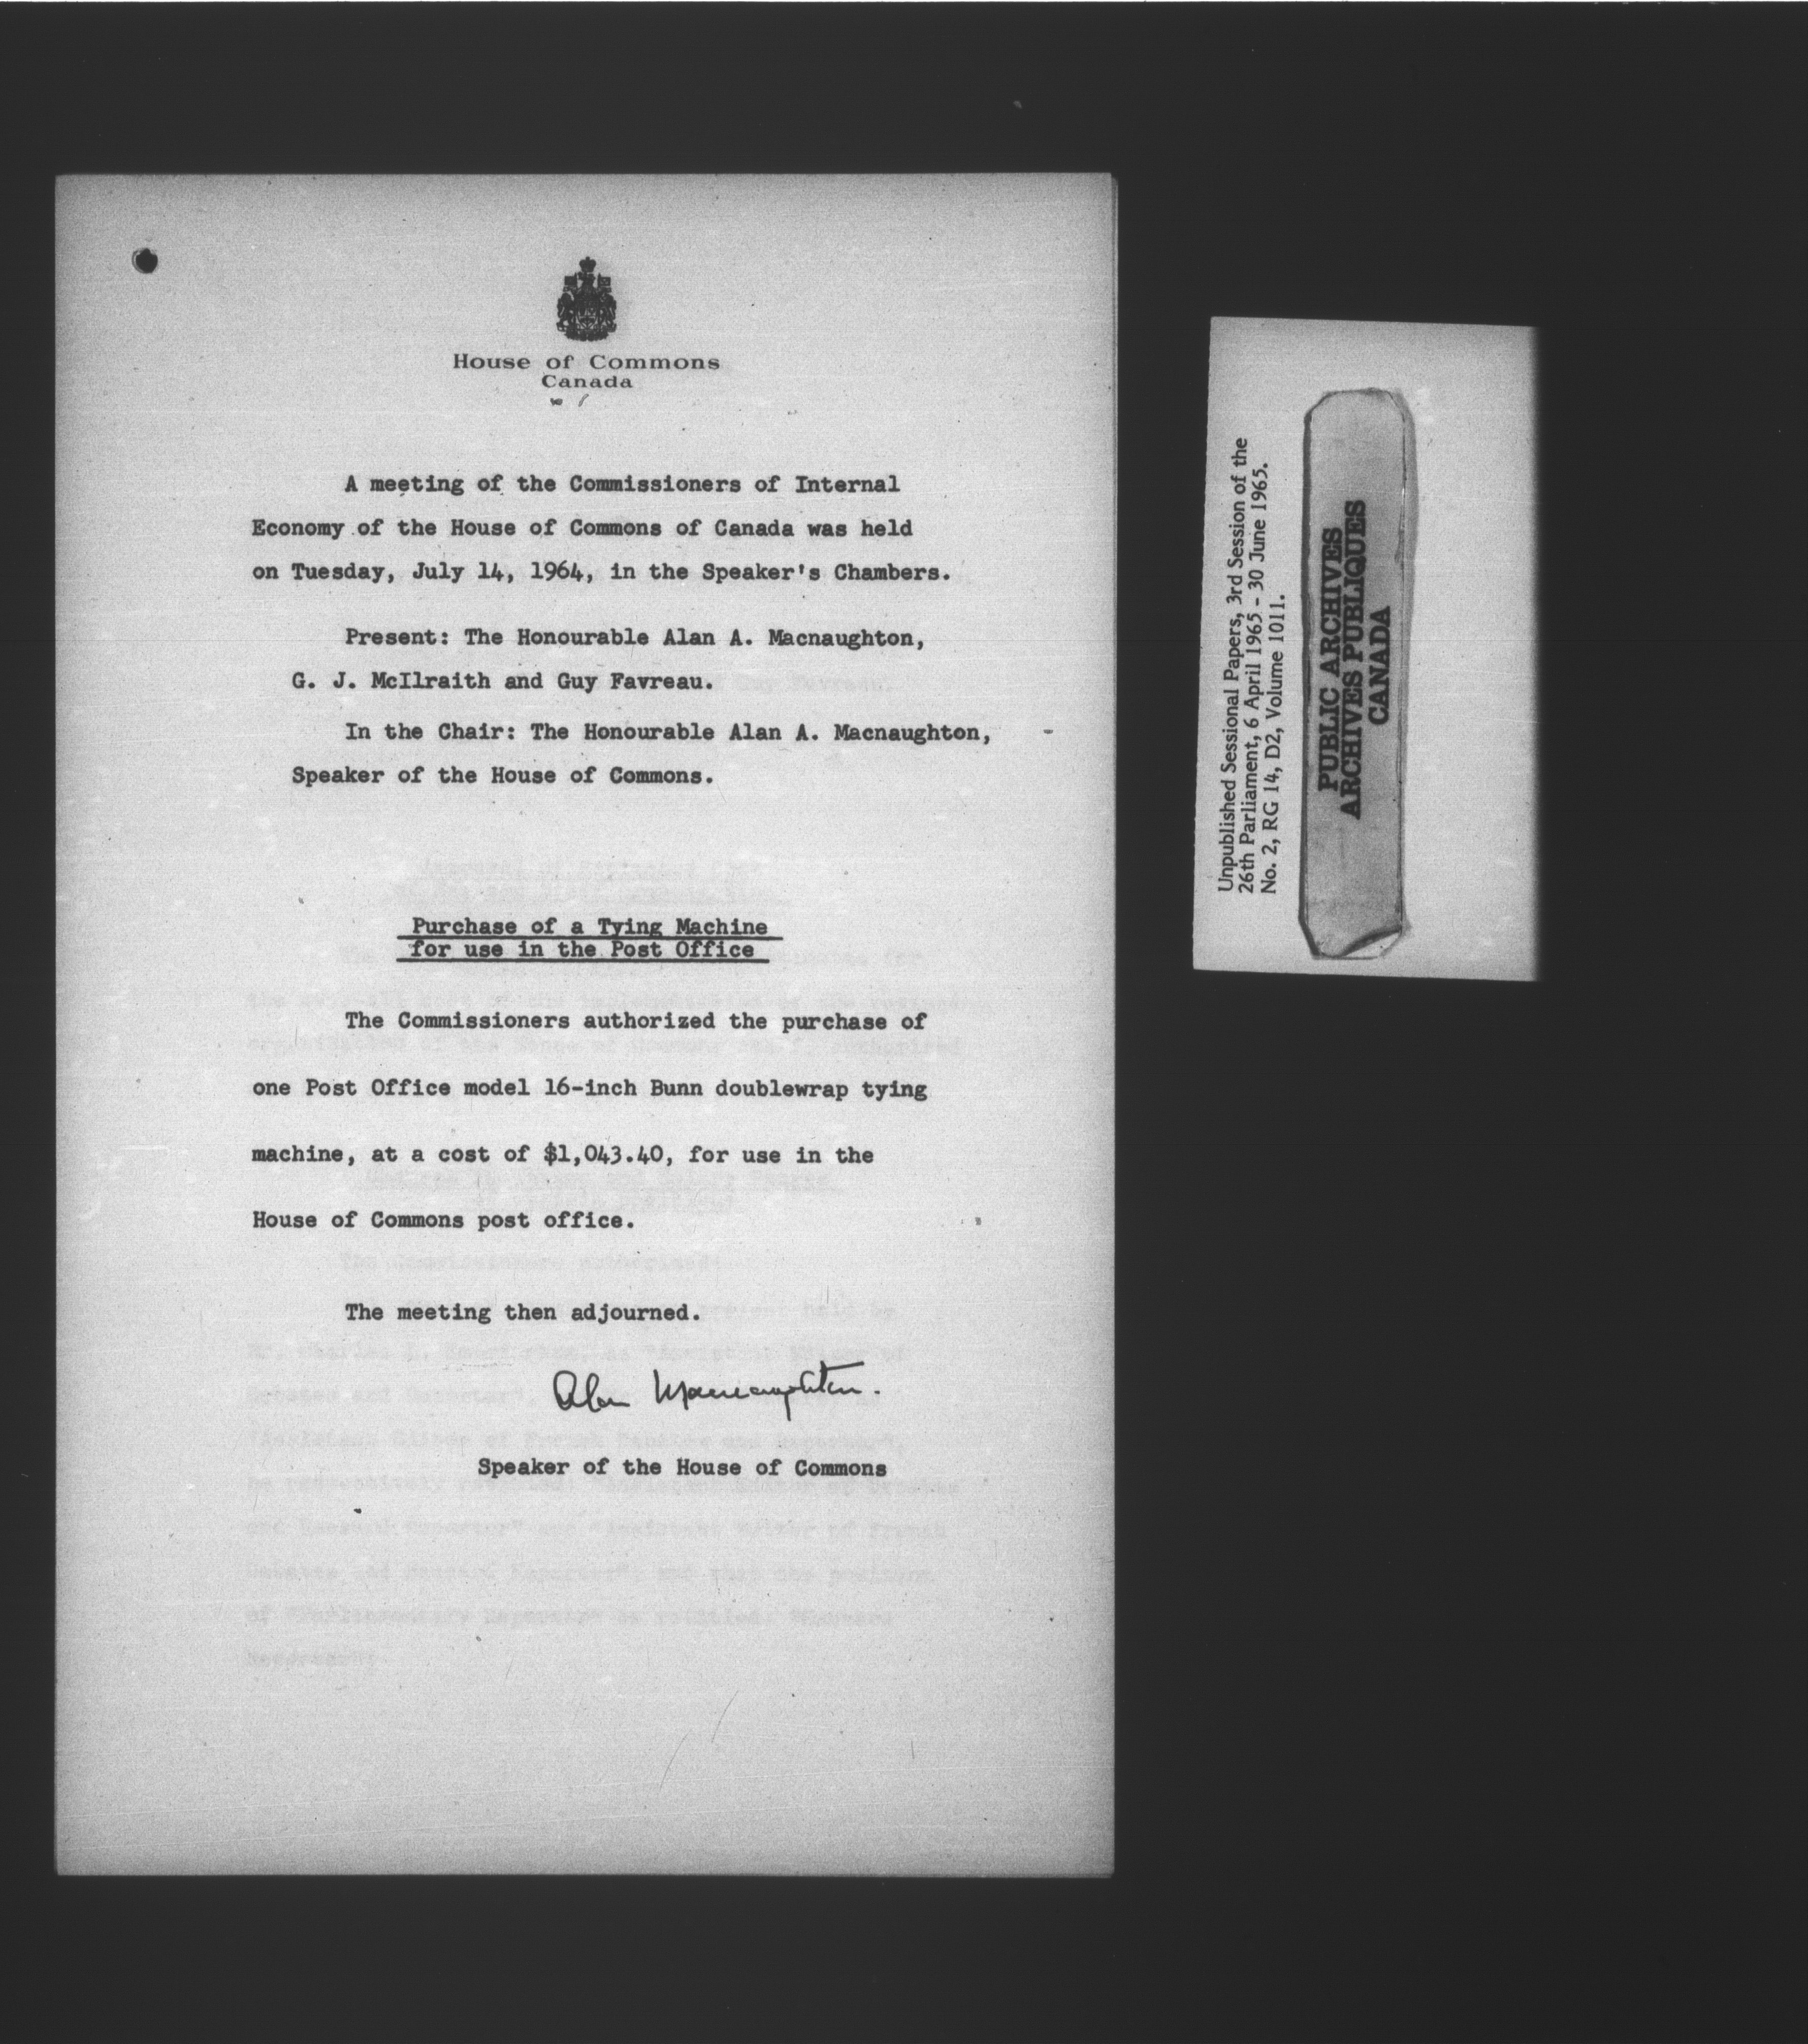 House of Commons
Canada
A meeting of the Commissioners of Internal
Economy of the House of Commons of Canada was held
on Tuesday, July 14, 1964, in the Speaker's Chambers.
Present: The Honourable Alan A. Macnaughton,
G. J. McIlraith and Guy Favreau.
In the Chair: The Honourable Alan A. Macnaughton,
Speaker of the House of Commons.
Purchase of a Tying Machine
for use in the Post Office
The Commissioners authorized the purchase of
one Post Office model 16-inch Bunn doublewrap tying
machine, at a cost of $1,043.40, for use in the
House of Commons post office.
The meeting then adjourned.
Alan Macnaughton.
Speaker of the House of Commons
Unpublished Sessional Papers, 3rd Session of the
26th Parliament, 6 April 1965 - 30 June 1965.
No. 2, RG 14, D2, Volume 1011.
PUBLIC ARCHIVES
ARCHIVES PUBLIQUES
CANADA